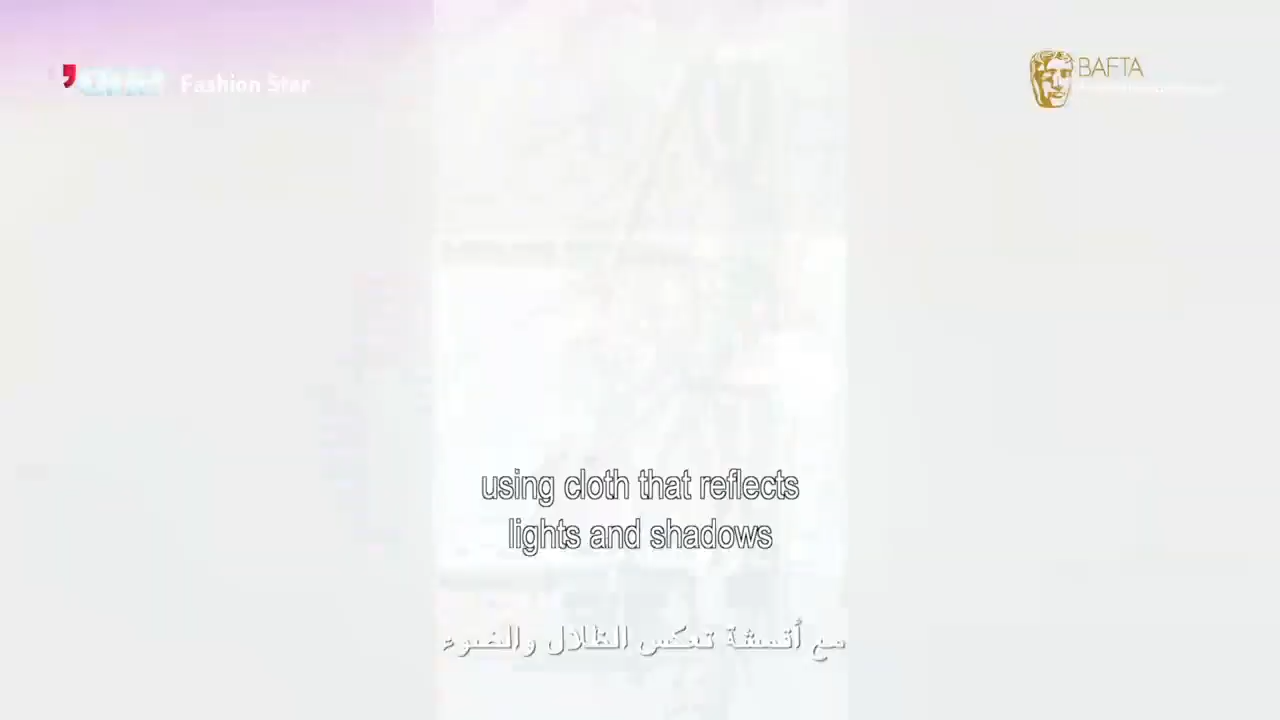 Fashion Star
BAFTA
using cloth that reflects
lights and shadows
مع أقمشة تعكس الظلال والضوء